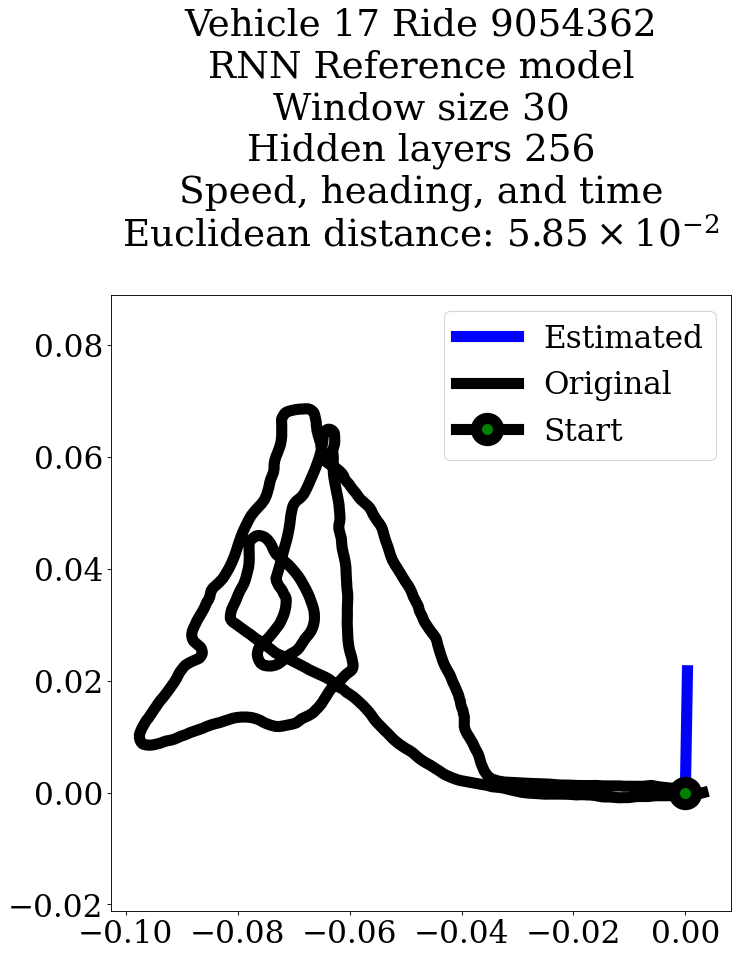 Vehicle 17 Ride 9054362
RNN Reference model
Window size 30
Hidden layers 256
Speed, heading, and time
Euclidean distance: 5.85 × 10⁻²
Estimated
Original
Start
0.08
0.06
0.04
0.02
0.00
−0.02
−0.10 −0.08 −0.06 −0.04 −0.02 0.00